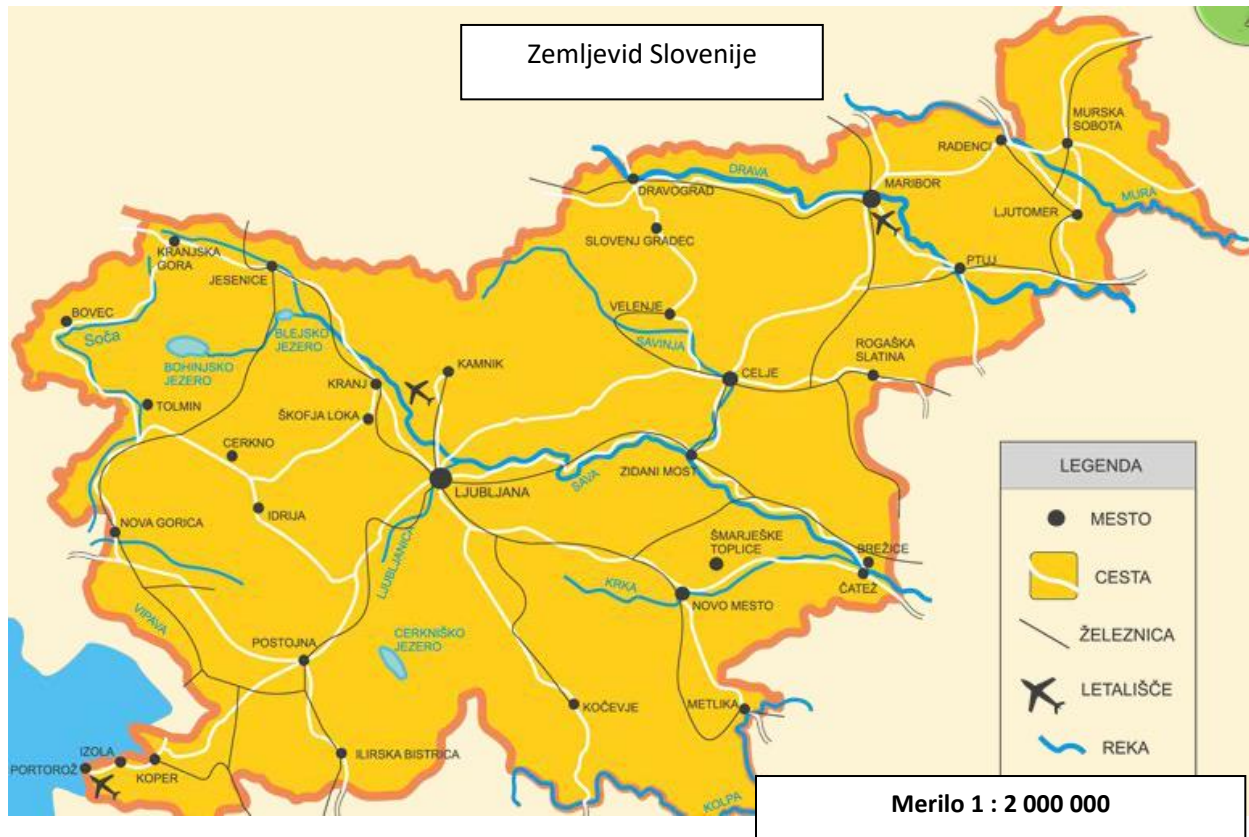 Zemljevid Slovenije
MURSKA
SOBOTA
RADENCI
DRAVA
DRAVOGRAD
MARIBOR
MURA
LJUTOMER
SLOVENJ GRADEC
KRANJSKA
GORA
JESENICE
PTUJ
BOVEC
Soča
BLEJSKO
JEZERO
BOHINJSKO
JEZERO
VELENJE
SAVINJA
ROGAŠKA
SLATINA
KAMNIK
KRANJ
CELJE
TOLMIN
ŠKOFJA LOKA
CERKNO
ZIDANI MOST
SAVA
LJUBLJANA
IDRIJA
NOVA GORICA
LJUBLJANICA
ŠMARJEŠKE
TOPLICE
BREŽICE
KRKA
ČATEŽ
NOVO MESTO
VIPAVA
POSTOJNA
CERKNIŠKO
JEZERO
KOČEVJE
METLIKA
IZOLA
PORTOROŽ
KOPER
ILIRSKA BISTRICA
KOLPA
LEGENDA
MESTO
CESTA
ŽELEZNICA
LETALIŠČE
REKA
Merilo 1 : 2 000 000